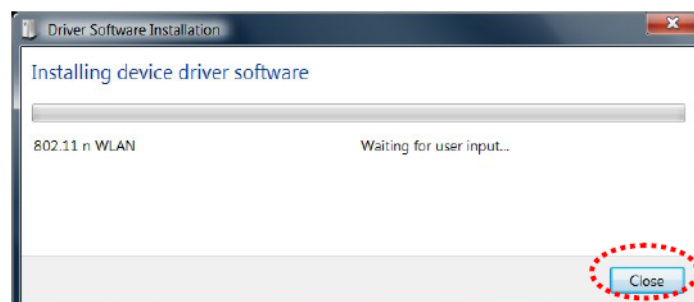 Driver Software Installation
Installing device driver software
802.11 n WLAN Waiting for user input...
Close